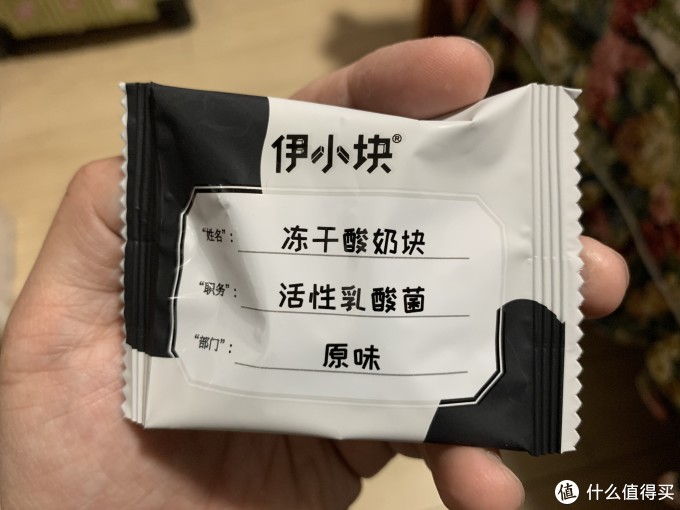 伊小块®
“姓名”：冻干酸奶块
“职务”：活性乳酸菌
“部门”：原味
值 什么值得买